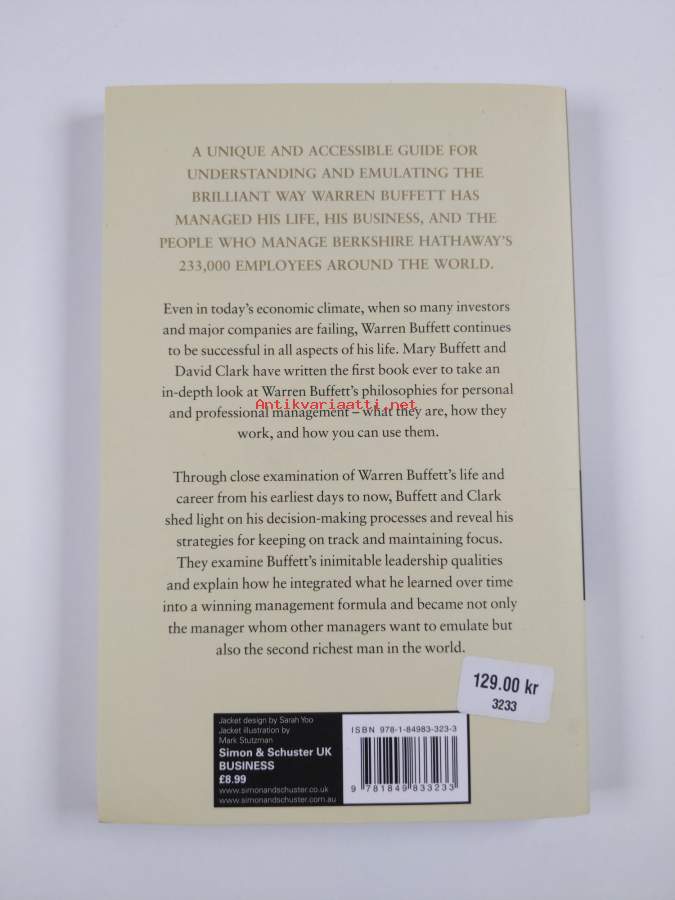 A UNIQUE AND ACCESSIBLE GUIDE FOR
UNDERSTANDING AND EMULATING THE
BRILLIANT WAY WARREN BUFFETT HAS
MANAGED HIS LIFE, HIS BUSINESS, AND THE
PEOPLE WHO MANAGE BERKSHIRE HATHAWAY'S
233,000 EMPLOYEES AROUND THE WORLD.
Even in today's economic climate, when so many investors
and major companies are failing, Warren Buffett continues
to be successful in all aspects of his life. Mary Buffett and
David Clark have written the first book ever to take an
in-depth look at Warren Buffett's philosophies for personal
Antikvariaatti.net
and professional management – what they are, how they
work, and how you can use them.
Through close examination of Warren Buffett's life and
career from his earliest days to now, Buffett and Clark
shed light on his decision-making processes and reveal his
strategies for keeping on track and maintaining focus.
They examine Buffett's inimitable leadership qualities
and explain how he integrated what he learned over time
into a winning management formula and became not only
the manager whom other managers want to emulate but
also the second richest man in the world.
129.00 kr
3233
Jacket design by Sarah Yoo
Jacket illustration by
Mark Stutzman
Simon & Schuster UK
BUSINESS
£8.99
www.simonandschuster.co.uk
www.simonandschuster.com.au
ISBN 978-1-84983-323-3
9 781849 833233